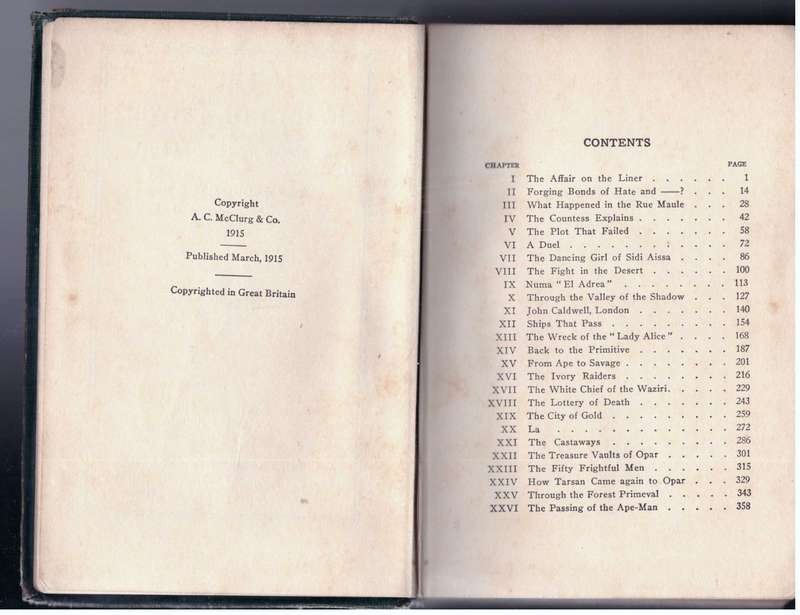 Copyright
A. C. McClurg & Co.
1915
Published March, 1915
Copyrighted in Great Britain
CONTENTS
CHAPTER PAGE
I The Affair on the Liner . . . . . . 1
II Forging Bonds of Hate and ——? . . . 14
III What Happened in the Rue Maule . . . 28
IV The Countess Explains . . . . . . . 42
V The Plot That Failed . . . . . . . 58
VI A Duel . . . . . . . . . . . . 72
VII The Dancing Girl of Sidi Aissa . . . . 86
VIII The Fight in the Desert . . . . . . 100
IX Numa "El Adrea" . . . . . . . . 113
X Through the Valley of the Shadow . . . 127
XI John Caldwell, London . . . . . . . 140
XII Ships That Pass . . . . . . . . . 154
XIII The Wreck of the "Lady Alice" . . . . 168
XIV Back to the Primitive . . . . . . . 187
XV From Ape to Savage . . . . . . . . 201
XVI The Ivory Raiders . . . . . . . . 216
XVII The White Chief of the Waziri . . . . . 229
XVIII The Lottery of Death . . . . . . . 243
XIX The City of Gold . . . . . . . . . 259
XX La . . . . . . . . . . . . . 272
XXI The Castaways . . . . . . . . . 286
XXII The Treasure Vaults of Opar . . . . . 301
XXIII The Fifty Frightful Men . . . . . . 315
XXIV How Tarsan Came again to Opar . . . 329
XXV Through the Forest Primeval . . . . . 343
XXVI The Passing of the Ape-Man . . . . . 358